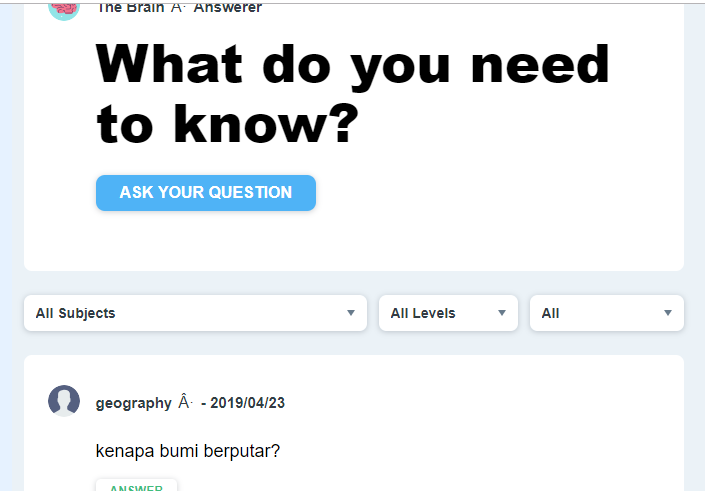 The Brain Â· Answerer
What do you need
to know?
ASK YOUR QUESTION
All Subjects
All Levels
All
geography Â· - 2019/04/23
kenapa bumi berputar?
ANSWER